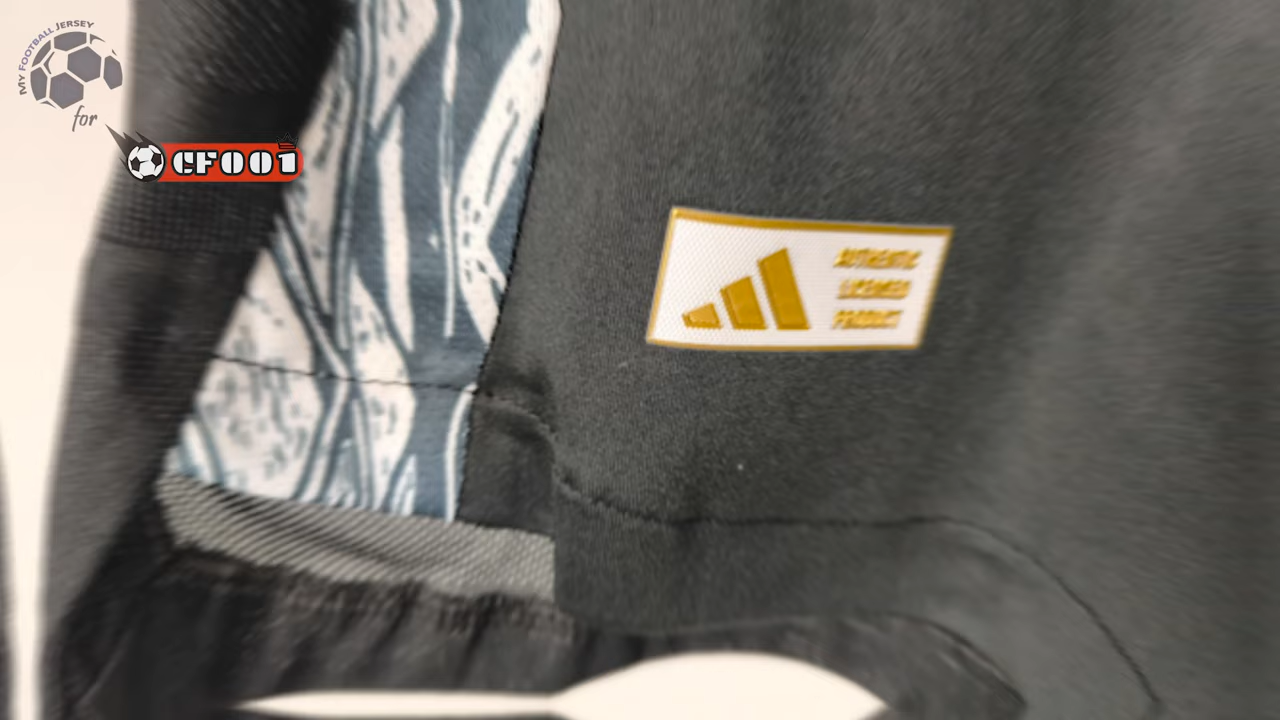 MY FOOTBALL JERSEY
for
CF001
AUTHENTIC
LICENSED
PRODUCT